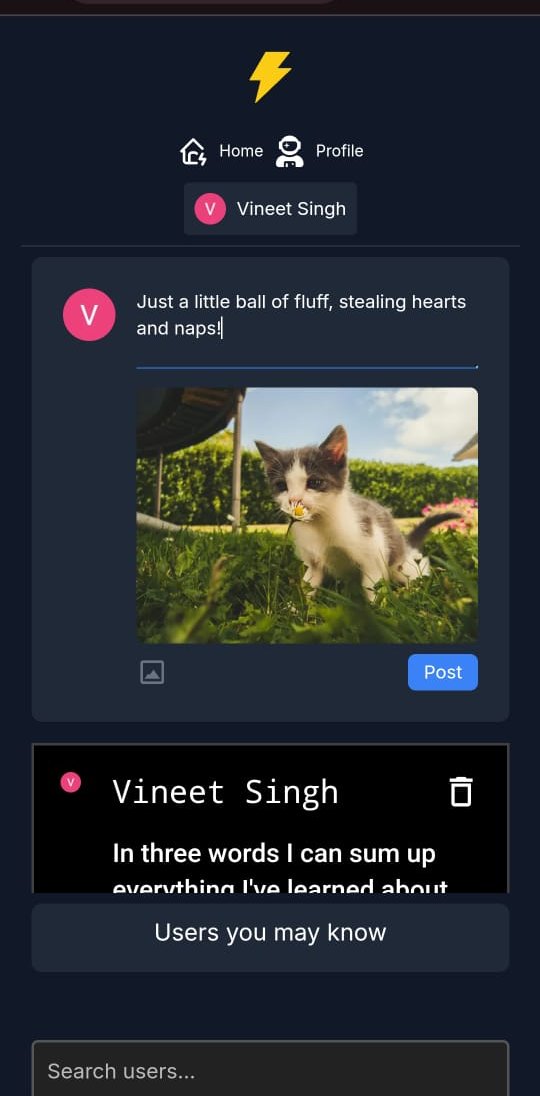 Home Profile
V Vineet Singh
V
Just a little ball of fluff, stealing hearts
and naps!
Post
V
Vineet Singh
In three words I can sum up
everything I've learned about
Users you may know
Search users...